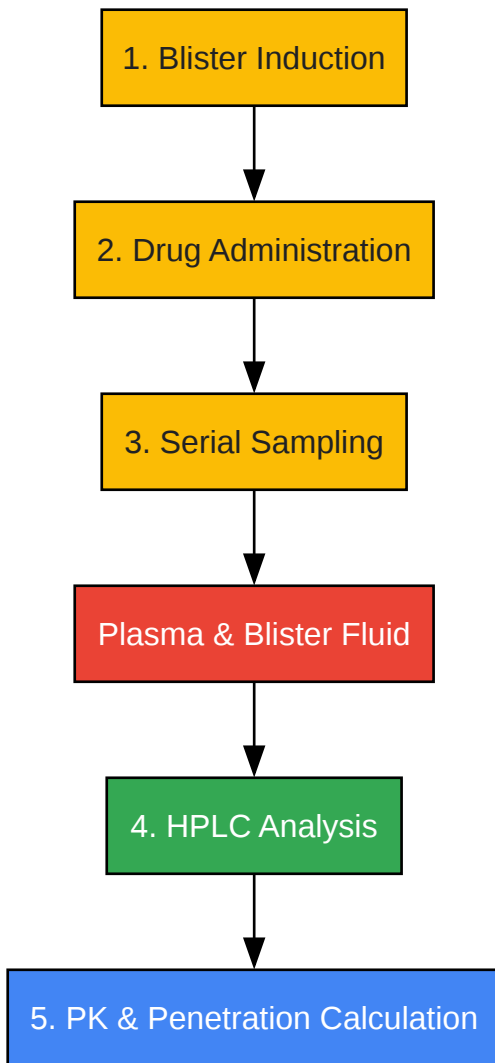 1. Blister Induction
2. Drug Administration
3. Serial Sampling
Plasma & Blister Fluid
4. HPLC Analysis
5. PK & Penetration Calculation